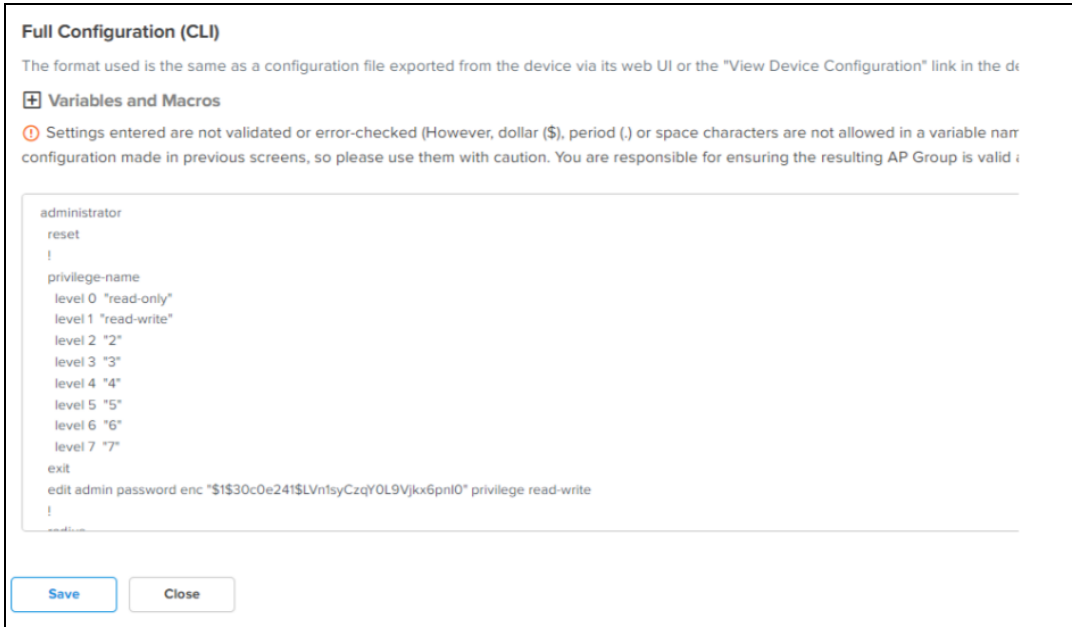 Full Configuration (CLI)
The format used is the same as a configuration file exported from the device via its web UI or the "View Device Configuration" link in the
Variables and Macros
Settings entered are not validated or error-checked (However, dollar ($), period (.) or space characters are not allowed in a variable
configuration made in previous screens, so please use them with caution. You are responsible for ensuring the resulting AP Group is valid
administrator
reset
!
privilege-name
level 0 "read-only"
level 1 "read-write"
level 2 "2"
level 3 "3"
level 4 "4"
level 5 "5"
level 6 "6"
level 7 "7"
exit
edit admin password enc "$1$30c0e241$LVn1syCzqY0L9Vjkx6pnI0" privilege read-write
!
Save
Close